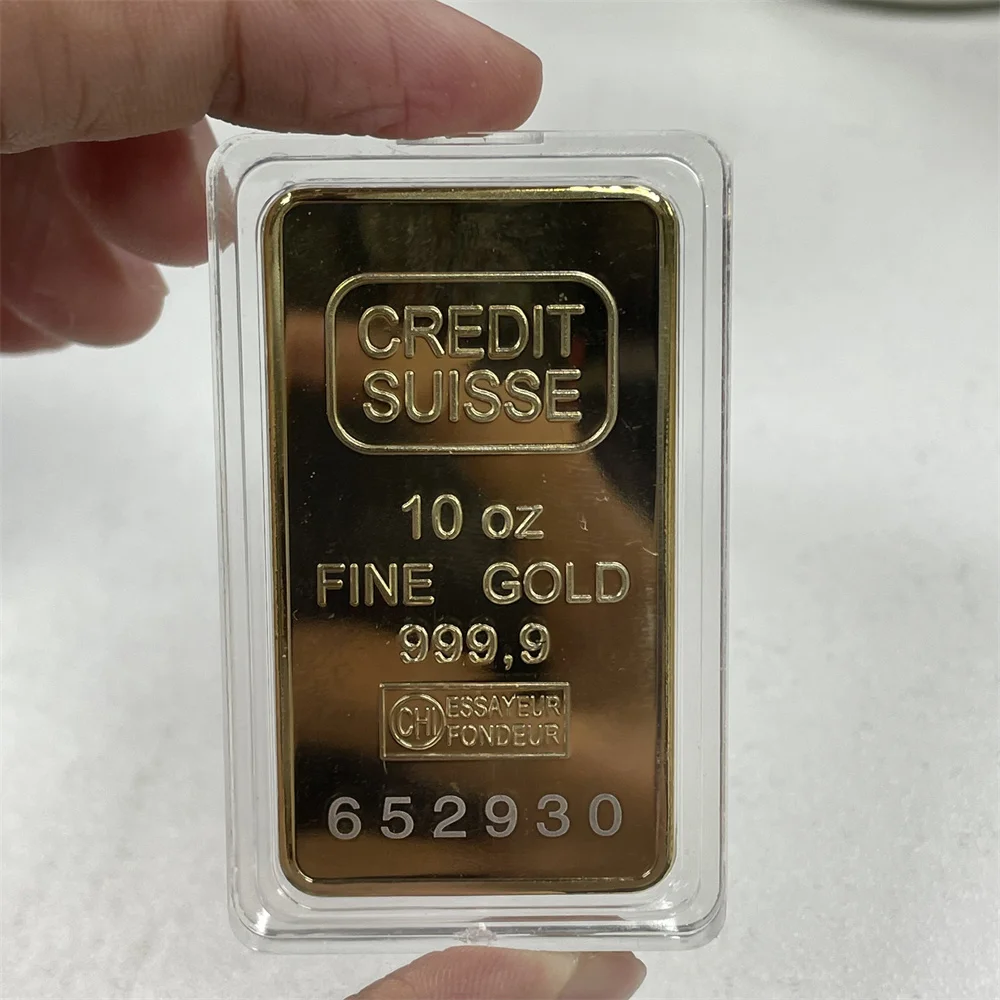 CREDIT
SUISSE
10 oz
FINE GOLD
999,9
CHI ESSAYEUR
FONDEUR
652930